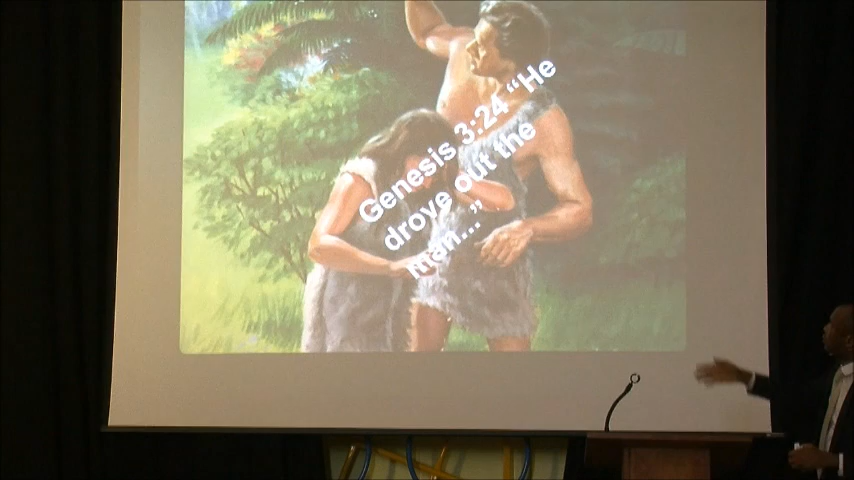 Genesis 3:24 “He
drove out the
man...”